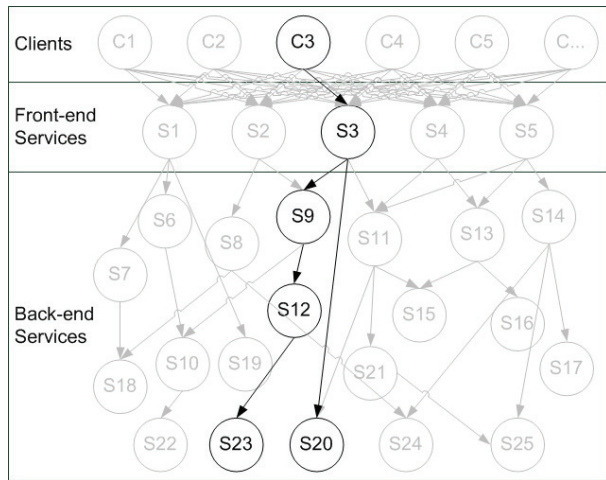 Clients
C1 C2 C3 C4 C5 C...
Front-end
Services
S1 S2 S3 S4 S5
S6 S9 S14
S8 S11 S13
S7
Back-end
Services
S12 S15 S16
S18 S10 S19 S21 S17
S22 S23 S20 S24 S25